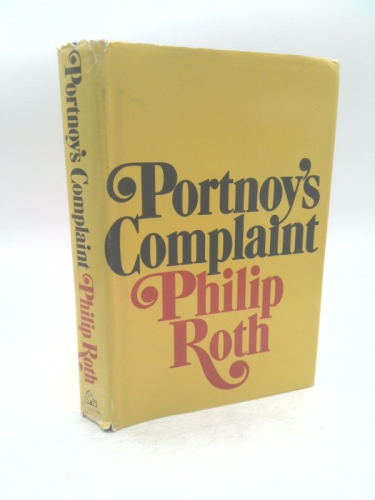 Portnoy's Complaint Philip Roth
Portnoy's
Complaint
Philip
Roth